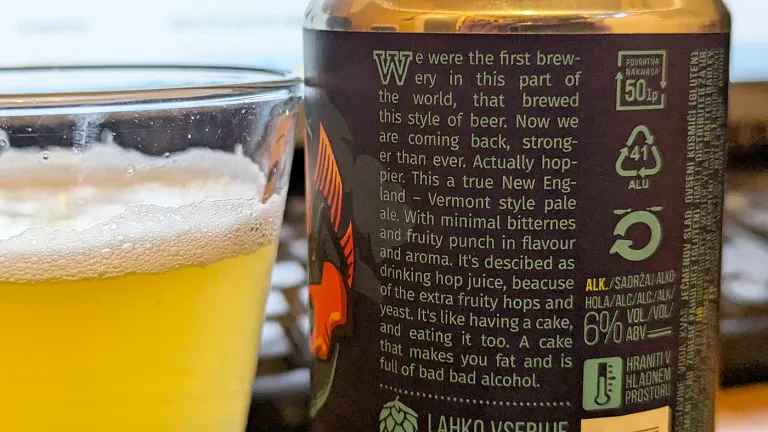 We were the first brew-
ery in this part of
the world, that brewed
this style of beer. Now we
are coming back, strong-
er than ever. Actually hop-
pier. This a true New Eng-
land – Vermont style pale
ale. With minimal bitternes
and fruity punch in flavour
and aroma. It's descibed as
drinking hop juice, beacuse
of the extra fruity hops and
yeast. It's like having a cake,
and eating it too. A cake
that makes you fat and is
full of bad bad alcohol.
LAHKO VSEBUJE
POVRATNA
NAKNADA
50lp
41
ALU
ALK./SADRŽAJ ALKO-
HOLA/ALC/ALC./ALK/
6% VOL./VOL/
ABV
HRANITI V
HLADNEM
PROSTORU